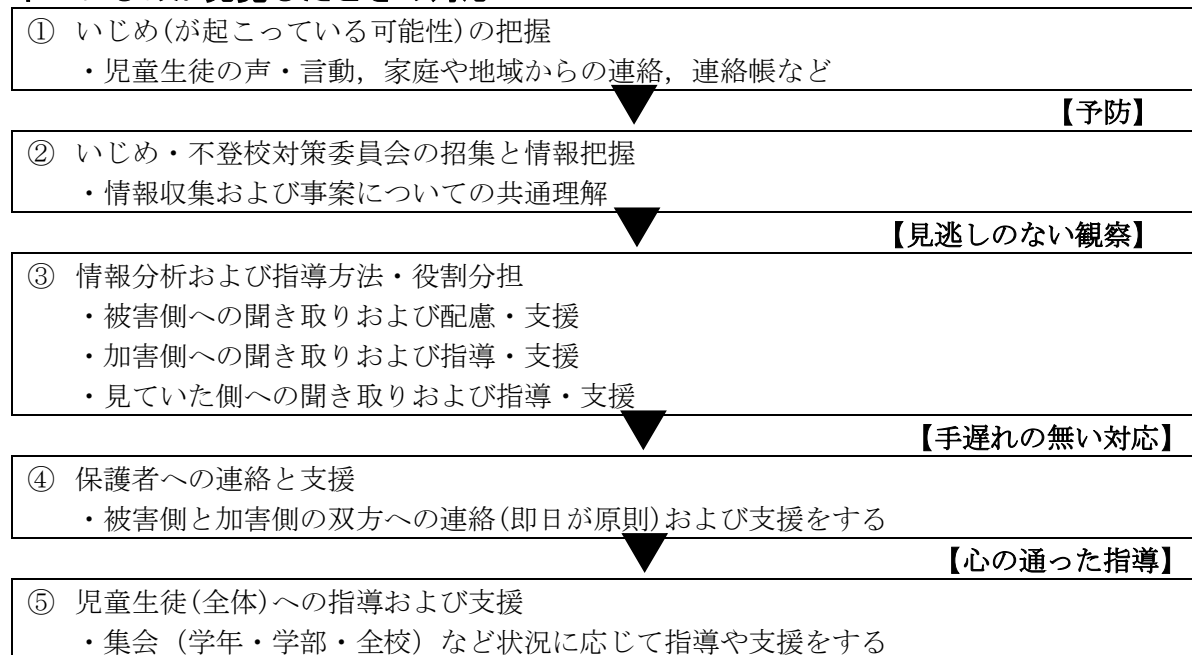 ① いじめ(が起こっている可能性)の把握
・児童生徒の声・言動，家庭や地域からの連絡，連絡帳など
【予防】
② いじめ・不登校対策委員会の招集と情報把握
・情報収集および事案についての共通理解
【見逃しのない観察】
③ 情報分析および指導方法・役割分担
・被害側への聞き取りおよび配慮・支援
・加害側への聞き取りおよび指導・支援
・見ていた側への聞き取りおよび指導・支援
【手遅れの無い対応】
④ 保護者への連絡と支援
・被害側と加害側の双方への連絡(即日が原則)および支援をする
【心の通った指導】
⑤ 児童生徒(全体)への指導および支援
・集会（学年・学部・全校）など状況に応じて指導や支援をする